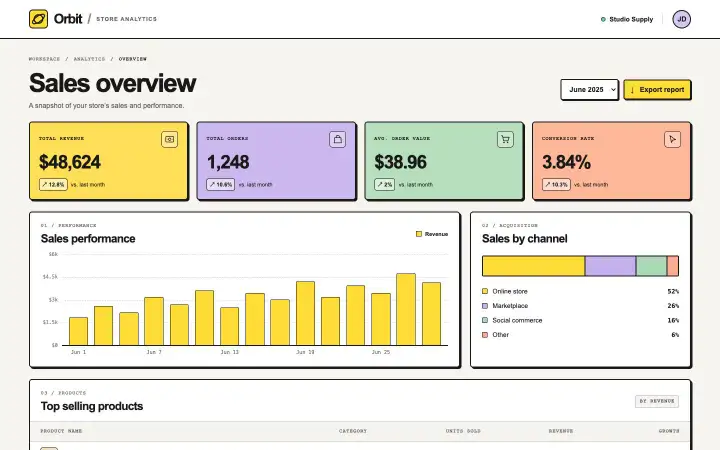 Orbit / STORE ANALYTICS
Studio Supply
JD
WORKSPACE / ANALYTICS / OVERVIEW
Sales overview
A snapshot of your store's sales and performance.
June 2025
↓ Export report
TOTAL REVENUE
$48,624
↗ 12.8% vs. last month
TOTAL ORDERS
1,248
↗ 10.6% vs. last month
AVG. ORDER VALUE
$38.96
↗ 2% vs. last month
CONVERSION RATE
3.84%
↗ 10.3% vs. last month
01 / PERFORMANCE
Sales performance
Revenue
$6k
$4.5k
$3k
$1.5k
$0
Jun 1 Jun 7 Jun 13 Jun 19 Jun 25
02 / ACQUISITION
Sales by channel
Online store 52%
Marketplace 26%
Social commerce 16%
Other 6%
03 / PRODUCTS
Top selling products
BY REVENUE
PRODUCT NAME CATEGORY UNITS SOLD REVENUE GROWTH